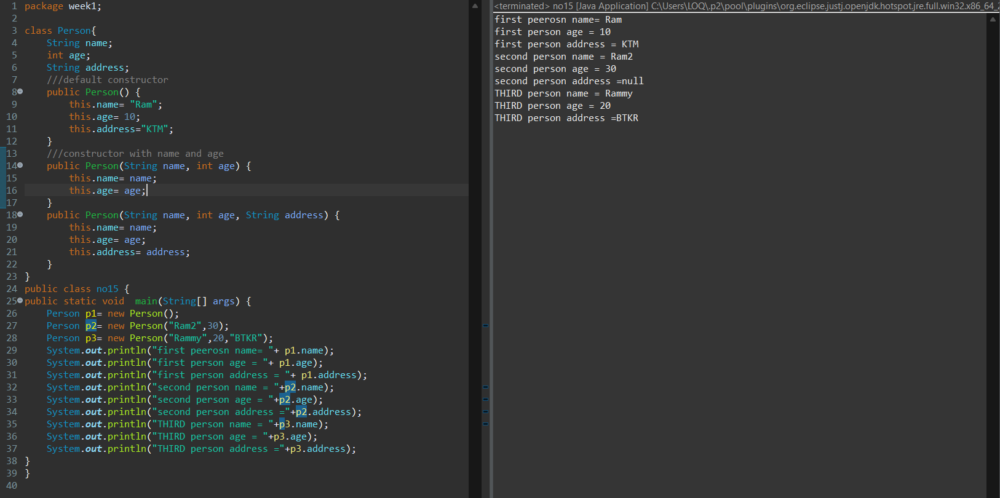 1 package week1;
2
3 class Person{
4     String name;
5     int age;
6     String address;
7     ///default constructor
8     public Person() {
9         this.name= "Ram";
10         this.age= 10;
11         this.address="KTM";
12     }
13     ///constructor with name and age
14     public Person(String name, int age) {
15         this.name= name;
16         this.age= age;
17     }
18     public Person(String name, int age, String address) {
19         this.name= name;
20         this.age= age;
21         this.address= address;
22     }
23 }
24 public class no15 {
25 public static void  main(String[] args) {
26     Person p1= new Person();
27     Person p2= new Person("Ram2",30);
28     Person p3= new Person("Rammy",20,"BTKR");
29     System.out.println("first peerosn name= "+ p1.name);
30     System.out.println("first person age = "+ p1.age);
31     System.out.println("first person address = "+ p1.address);
32     System.out.println("second person name = "+p2.name);
33     System.out.println("second person age = "+p2.age);
34     System.out.println("second person address ="+p2.address);
35     System.out.println("THIRD person name = "+p3.name);
36     System.out.println("THIRD person age = "+p3.age);
37     System.out.println("THIRD person address ="+p3.address);
38 }
39 }
40
<terminated> no15 [Java Application] C:\Users\LOQ\.p2\pool\plugins\org.eclipse.justj.openjdk.hotspot.jre.full.win32.x86_64_
first peerosn name= Ram
first person age = 10
first person address = KTM
second person name = Ram2
second person age = 30
second person address =null
THIRD person name = Rammy
THIRD person age = 20
THIRD person address =BTKR